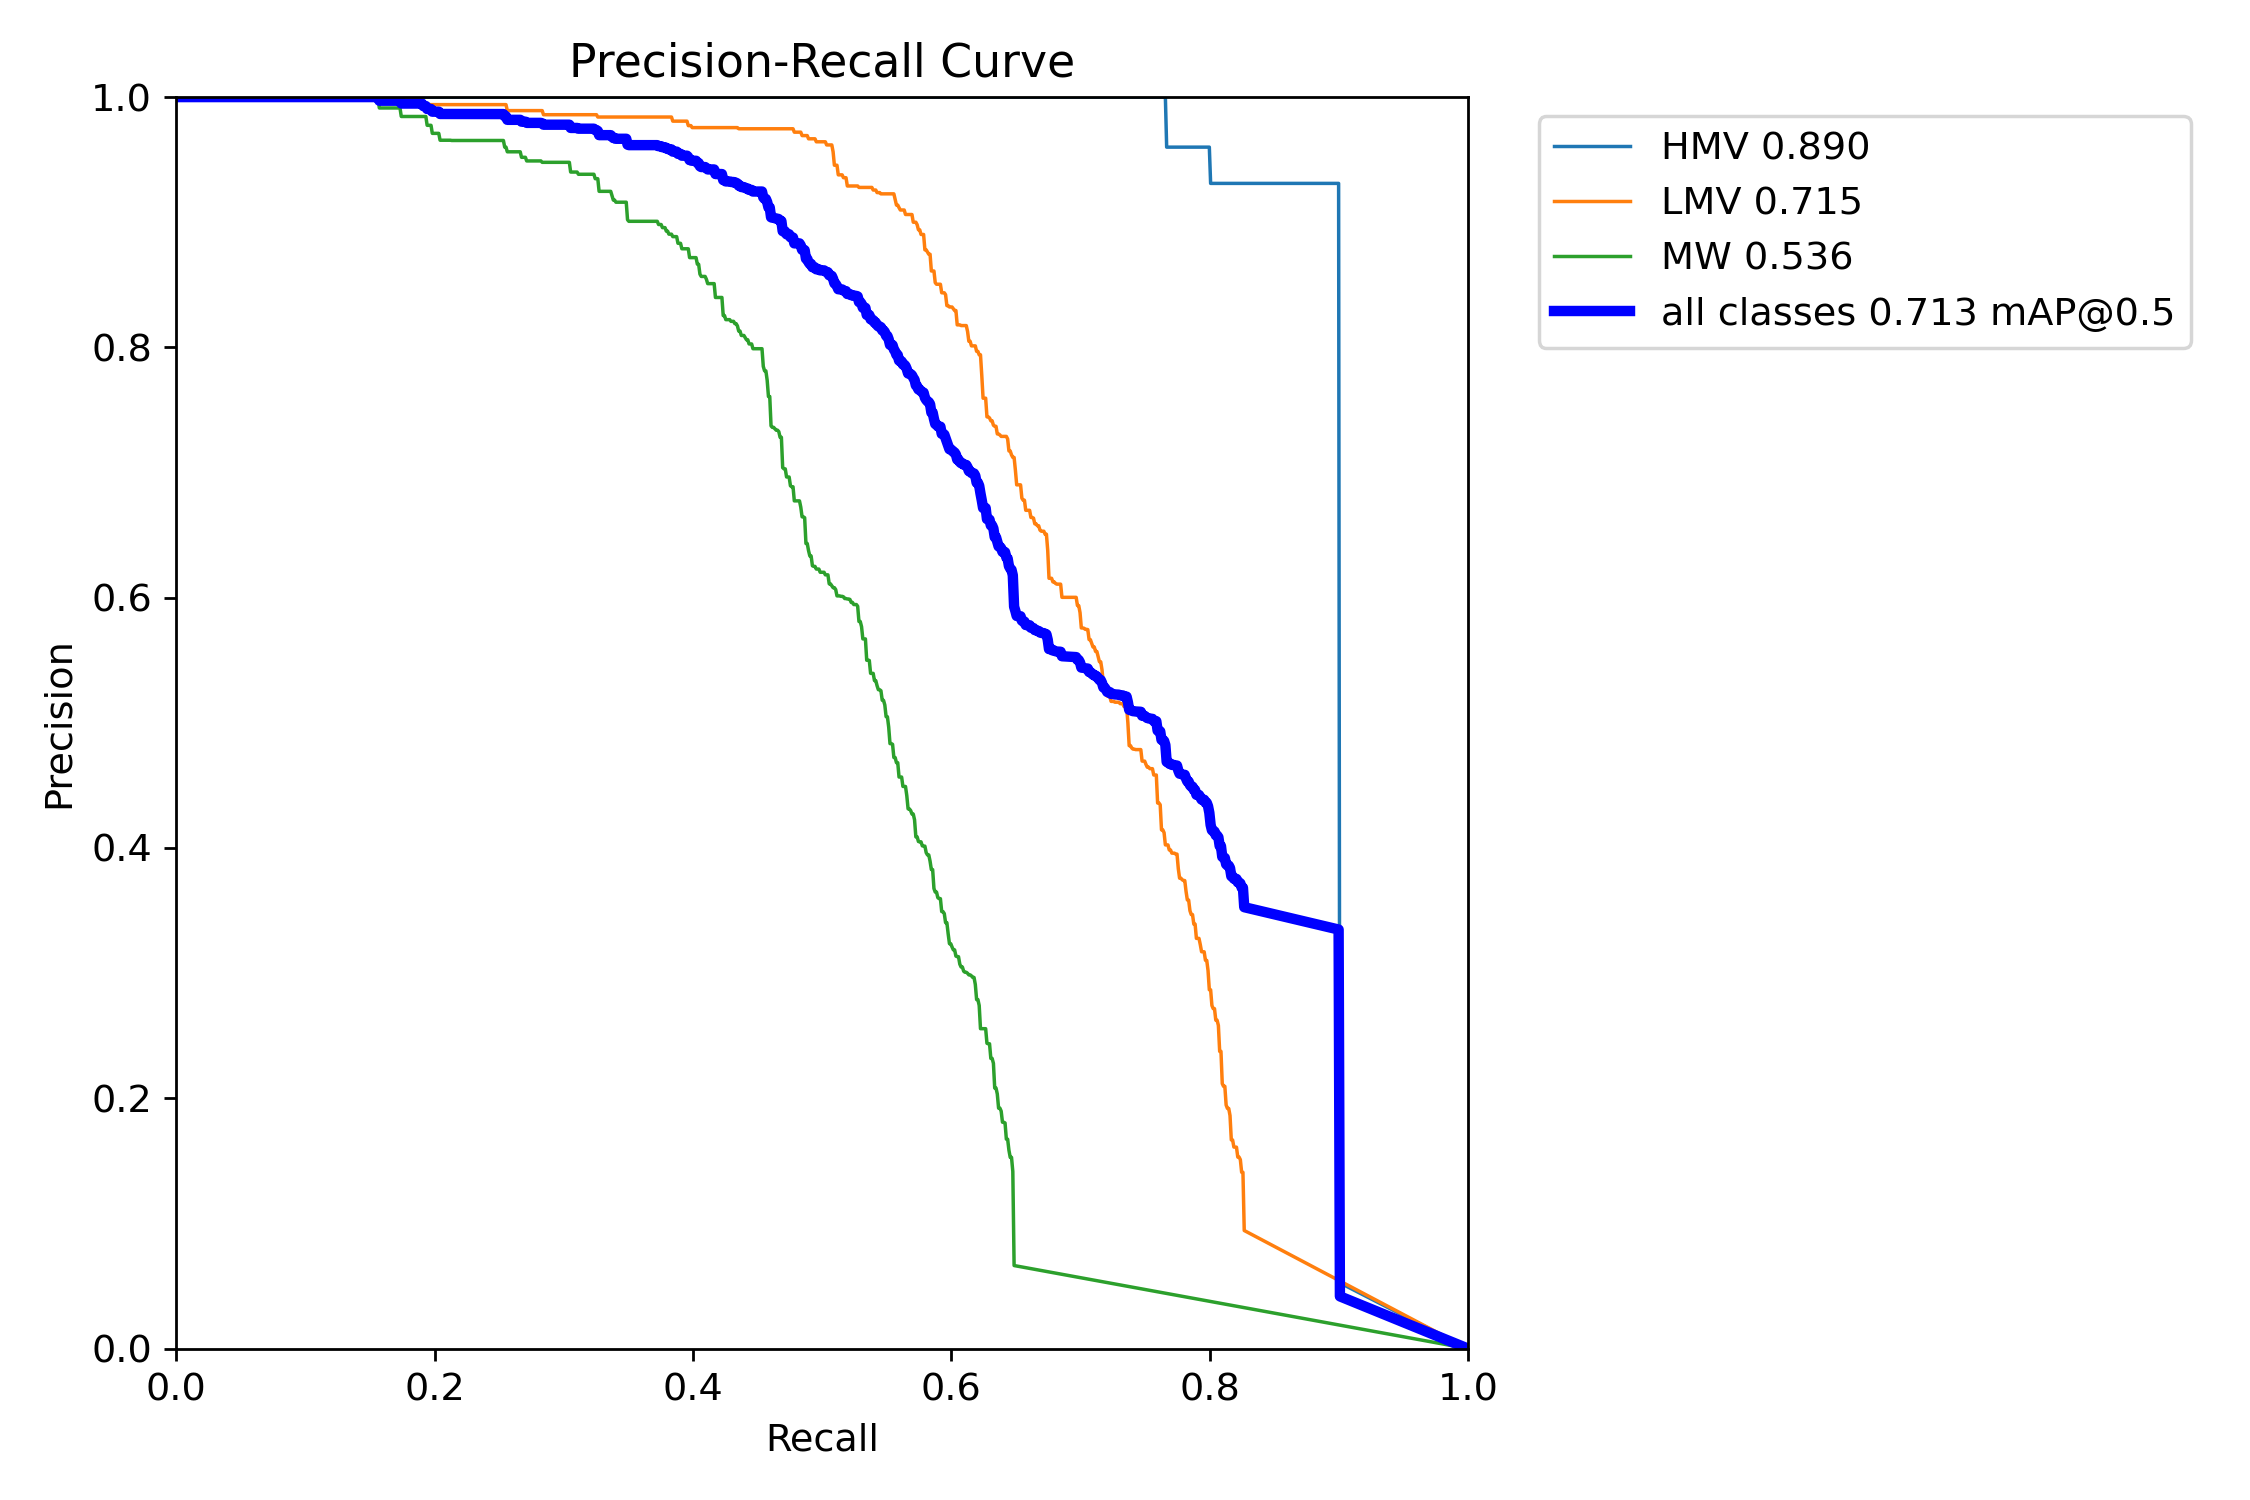 Precision-Recall Curve
1.0
0.8
0.6
0.4
0.2
0.0
Precision
0.0 0.2 0.4 0.6 0.8 1.0
Recall
HMV 0.890
LMV 0.715
MW 0.536
all classes 0.713 mAP@0.5